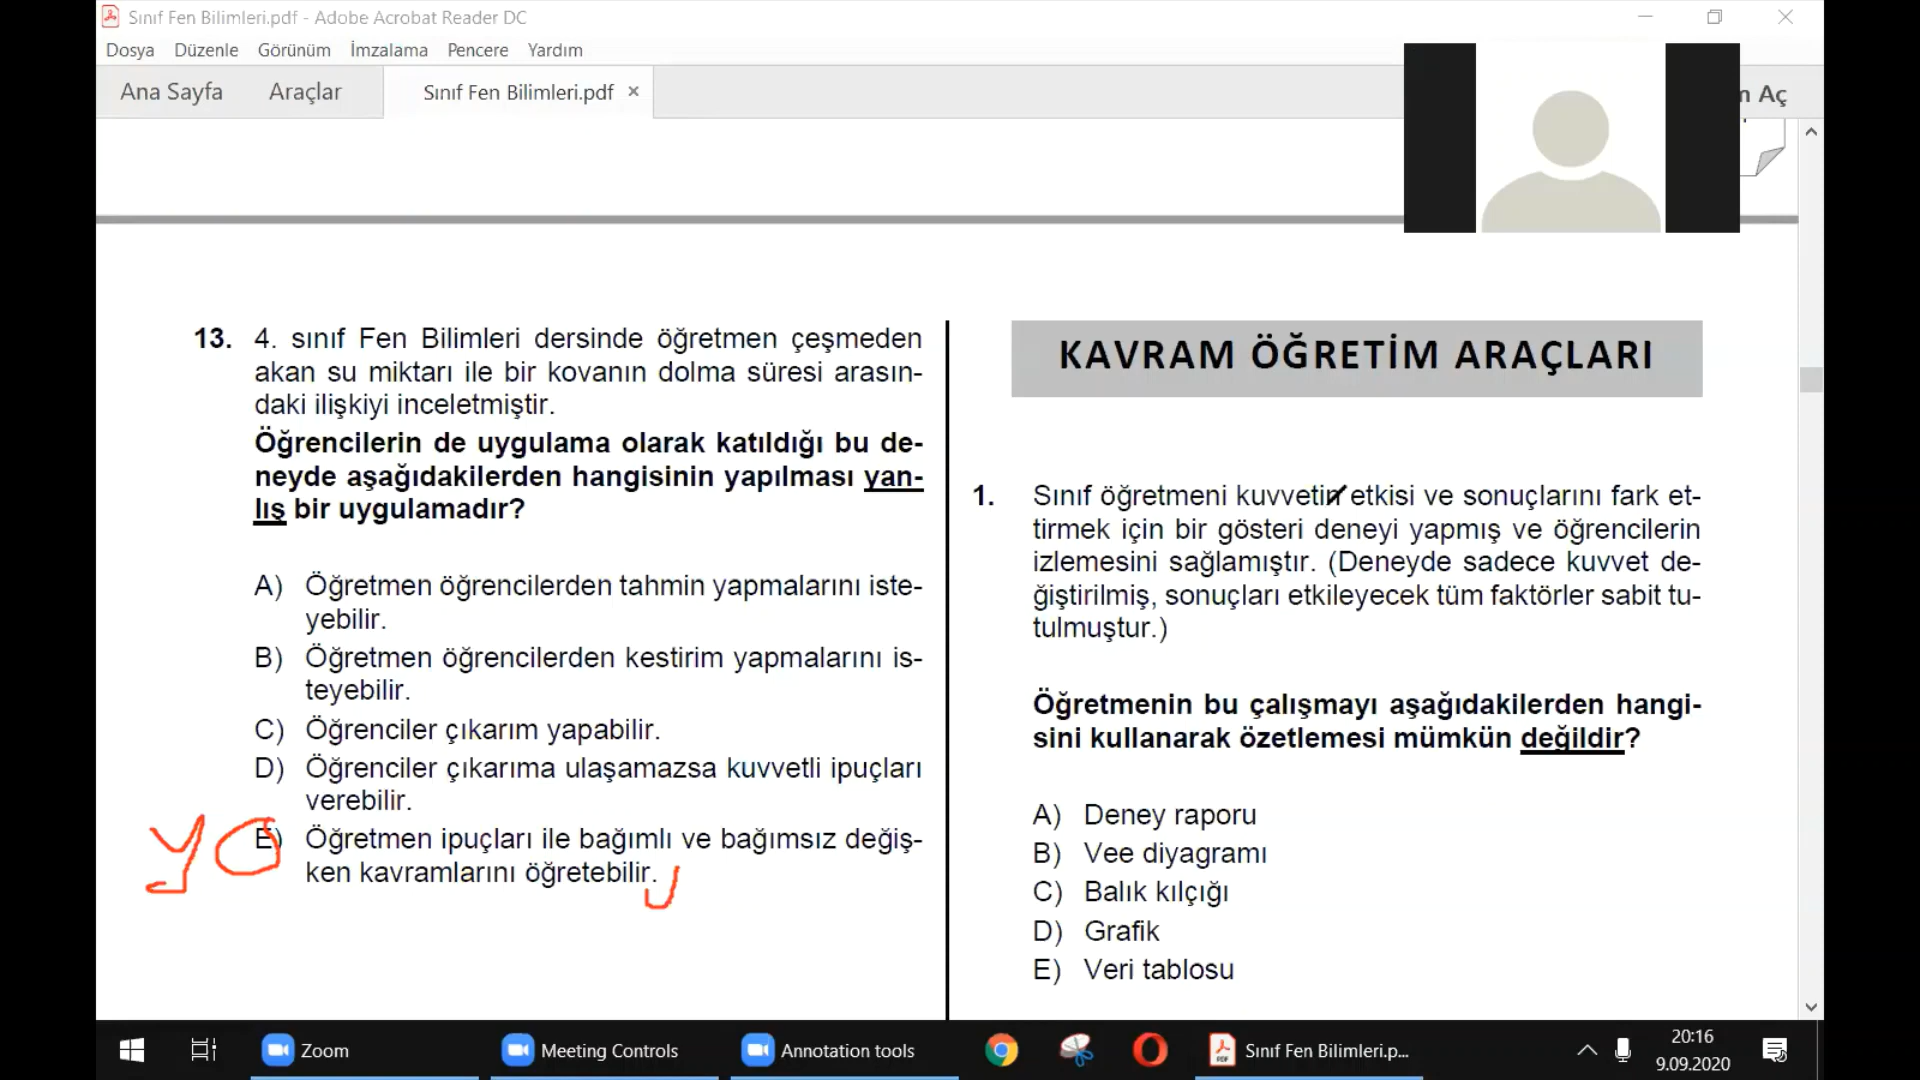 Sınıf Fen Bilimleri.pdf - Adobe Acrobat Reader DC
Dosya Düzenle Görünüm İmzalama Pencere Yardım
Ana Sayfa Araçlar Sınıf Fen Bilimleri.pdf × Aç
13. 4. sınıf Fen Bilimleri dersinde öğretmen çeşmeden
akan su miktarı ile bir kovanın dolma süresi arasın-
daki ilişkiyi inceletmiştir.
Öğrencilerin de uygulama olarak katıldığı bu de-
neyde aşağıdakilerden hangisinin yapılması yan-
lış bir uygulamadır?
A) Öğretmen öğrencilerden tahmin yapmalarını iste-
yebilir.
B) Öğretmen öğrencilerden kestirim yapmalarını is-
teyebilir.
C) Öğrenciler çıkarım yapabilir.
D) Öğrenciler çıkarıma ulaşamazsa kuvvetli ipuçları
verebilir.
E) Öğretmen ipuçları ile bağımlı ve bağımsız değiş-
ken kavramlarını öğretebilir.
KAVRAM ÖĞRETİM ARAÇLARI
1. Sınıf öğretmeni kuvvetin etkisi ve sonuçlarını fark et-
tirmek için bir gösteri deneyi yapmış ve öğrencilerin
izlemesini sağlamıştır. (Deneyde sadece kuvvet de-
ğiştirilmiş, sonuçları etkileyecek tüm faktörler sabit tu-
tulmuştur.)
Öğretmenin bu çalışmayı aşağıdakilerden hangi-
sini kullanarak özetlemesi mümkün değildir?
A) Deney raporu
B) Vee diyagramı
C) Balık kılçığı
D) Grafik
E) Veri tablosu
Zoom Meeting Controls Annotation tools Sınıf Fen Bilimleri.p... 20:16
9.09.2020